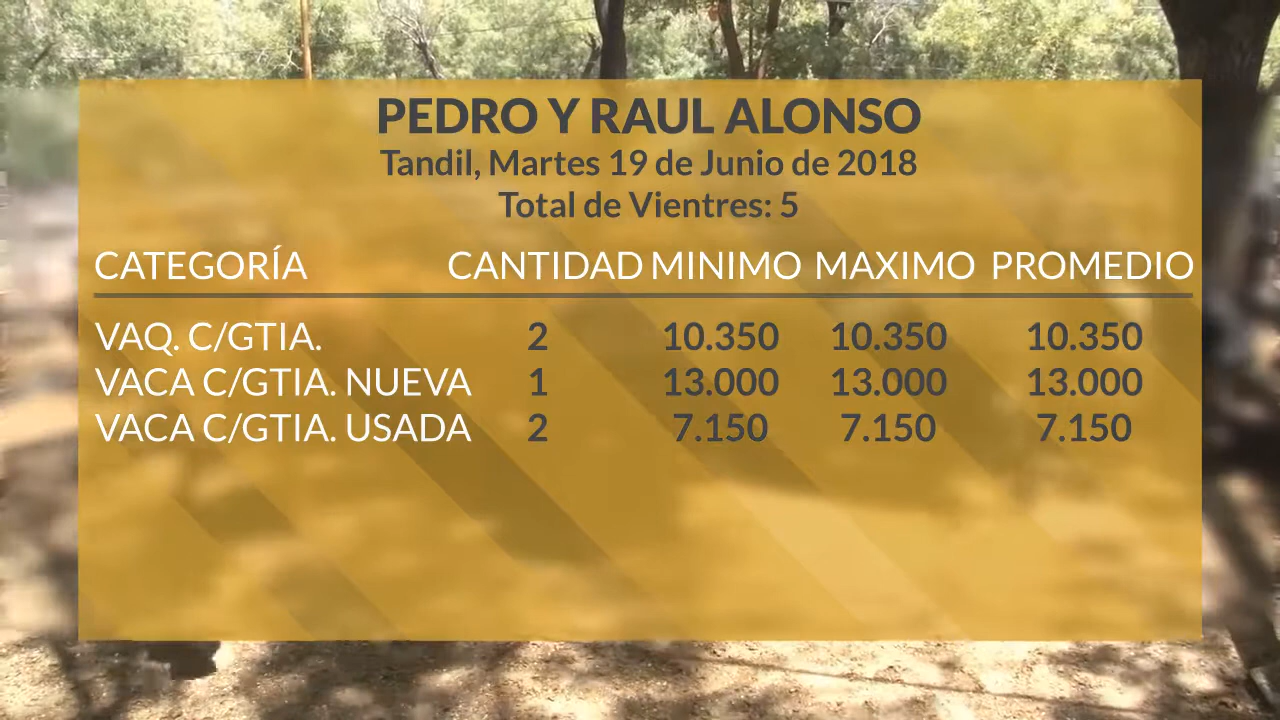 PEDRO Y RAUL ALONSO
Tandil, Martes 19 de Junio de 2018
Total de Vientres: 5
CATEGORÍA CANTIDAD MINIMO MAXIMO PROMEDIO
VAQ. C/GTIA. 2 10.350 10.350 10.350
VACA C/GTIA. NUEVA 1 13.000 13.000 13.000
VACA C/GTIA. USADA 2 7.150 7.150 7.150